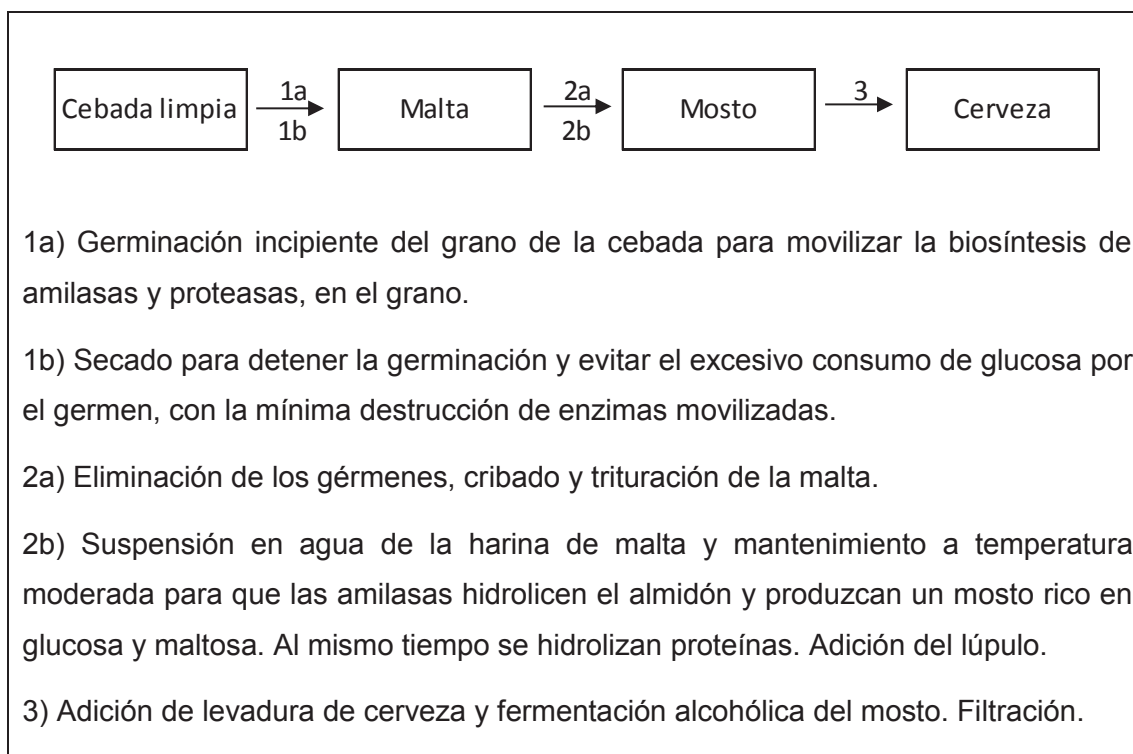 Cebada limpia 1a 1b Malta 2a 2b Mosto 3 Cerveza
1a) Germinación incipiente del grano de la cebada para movilizar la biosíntesis de
amilasas y proteasas, en el grano.
1b) Secado para detener la germinación y evitar el excesivo consumo de glucosa por
el germen, con la mínima destrucción de enzimas movilizadas.
2a) Eliminación de los gérmenes, cribado y trituración de la malta.
2b) Suspensión en agua de la harina de malta y mantenimiento a temperatura
moderada para que las amilasas hidrolicen el almidón y produzcan un mosto rico en
glucosa y maltosa. Al mismo tiempo se hidrolizan proteínas. Adición del lúpulo.
3) Adición de levadura de cerveza y fermentación alcohólica del mosto. Filtración.